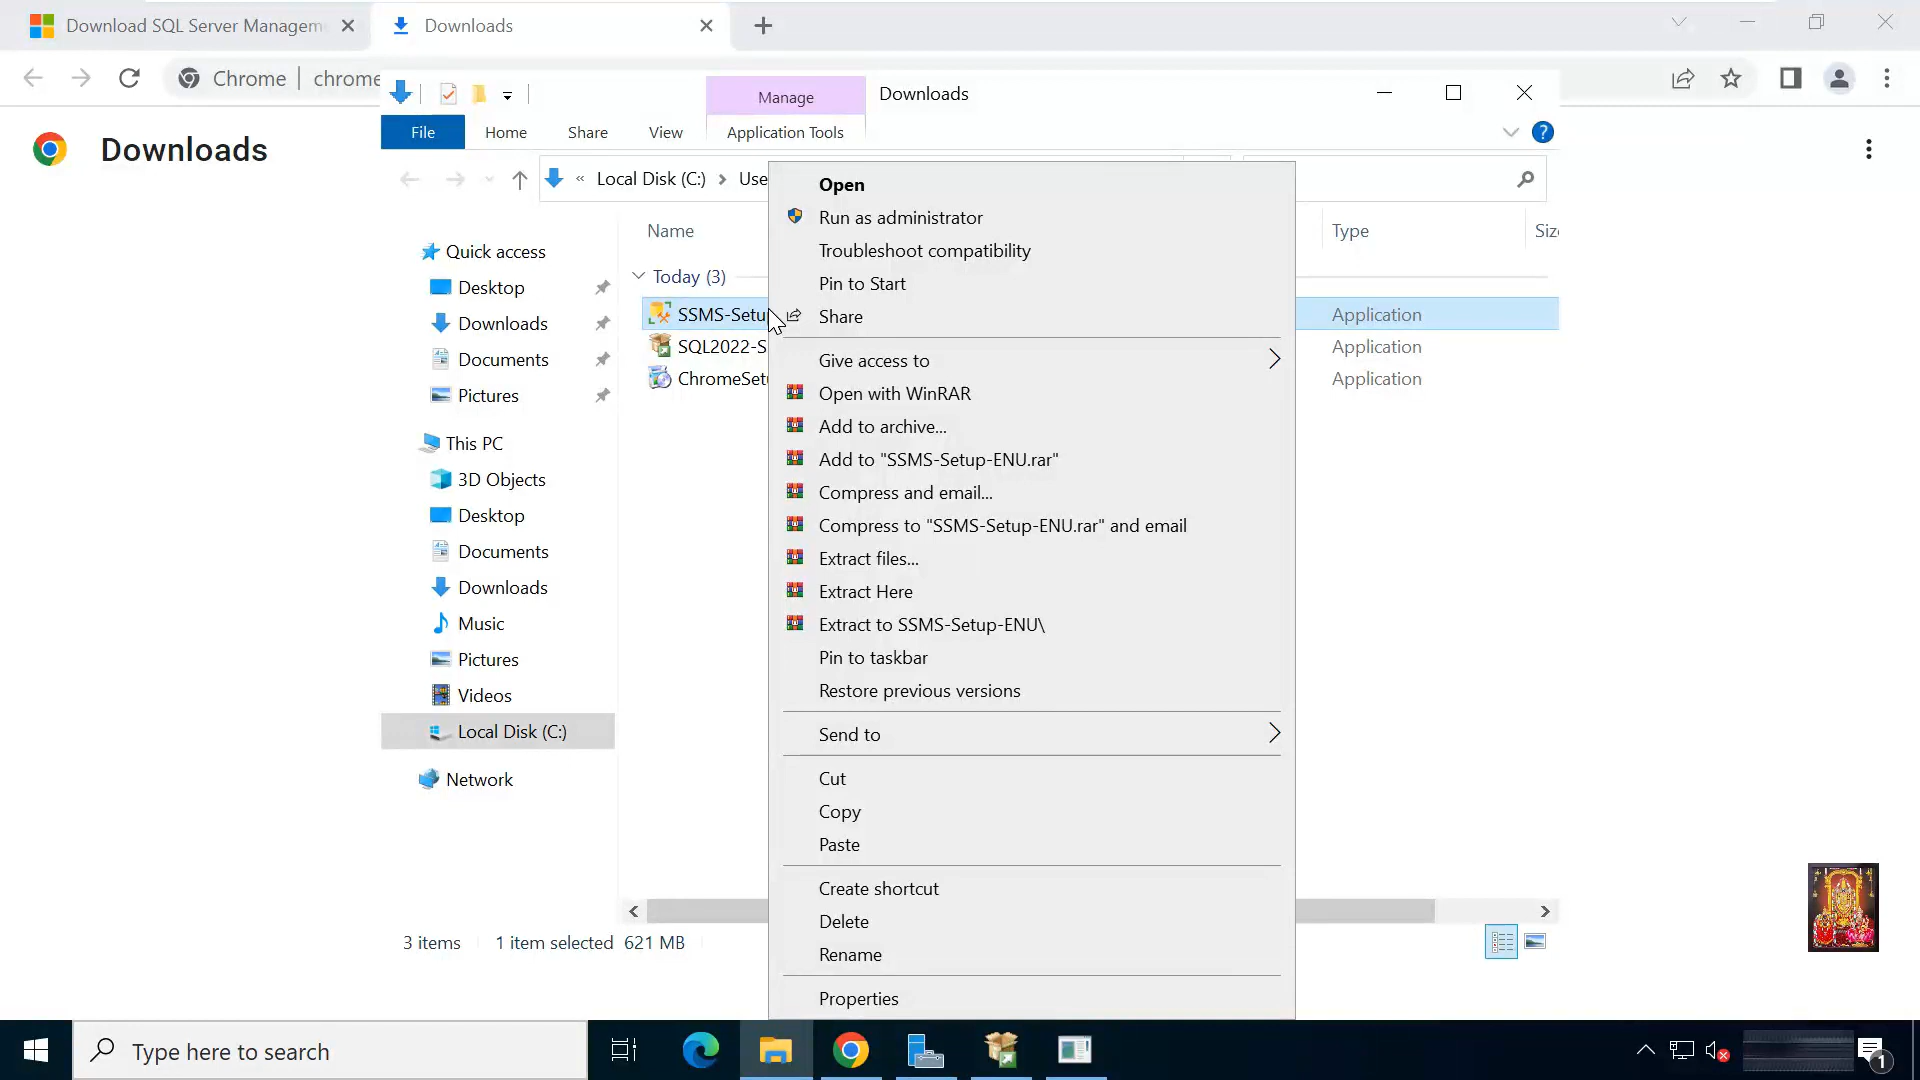 Download SQL Server Managem
Downloads
Chrome
chrome
Downloads
Manage
Downloads
File
Home
Share
View
Application Tools
Local Disk (C:)
Use
Name
Type
Siz
Quick access
Desktop
Downloads
Documents
Pictures
This PC
3D Objects
Desktop
Documents
Downloads
Music
Pictures
Videos
Local Disk (C:)
Network
Today (3)
SSMS-Setup
Application
SQL2022-S
Application
ChromeSetu
Application
Open
Run as administrator
Troubleshoot compatibility
Pin to Start
Share
Give access to
Open with WinRAR
Add to archive...
Add to "SSMS-Setup-ENU.rar"
Compress and email...
Compress to "SSMS-Setup-ENU.rar" and email
Extract files...
Extract Here
Extract to SSMS-Setup-ENU\
Pin to taskbar
Restore previous versions
Send to
Cut
Copy
Paste
Create shortcut
Delete
Rename
Properties
3 items
1 item selected 621 MB
Type here to search
1